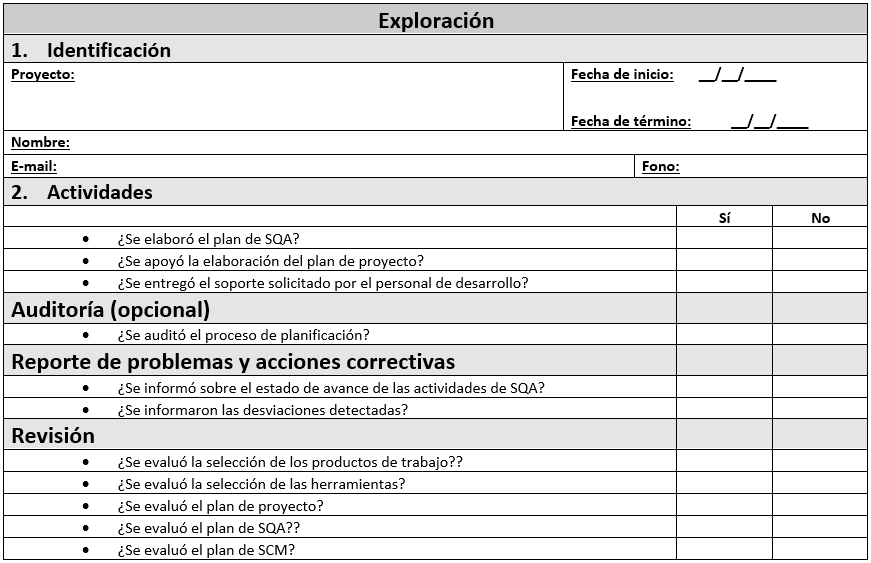 Exploración
1. Identificación
Proyecto:
Fecha de inicio: __/__/____
Fecha de término: __/__/____
Nombre:
E-mail:
Fono:
2. Actividades
Sí No
• ¿Se elaboró el plan de SQA?
• ¿Se apoyó la elaboración del plan de proyecto?
• ¿Se entregó el soporte solicitado por el personal de desarrollo?
Auditoría (opcional)
• ¿Se auditó el proceso de planificación?
Reporte de problemas y acciones correctivas
• ¿Se informó sobre el estado de avance de las actividades de SQA?
• ¿Se informaron las desviaciones detectadas?
Revisión
• ¿Se evaluó la selección de los productos de trabajo??
• ¿Se evaluó la selección de las herramientas?
• ¿Se evaluó el plan de proyecto?
• ¿Se evaluó el plan de SQA??
• ¿Se evaluó el plan de SCM?